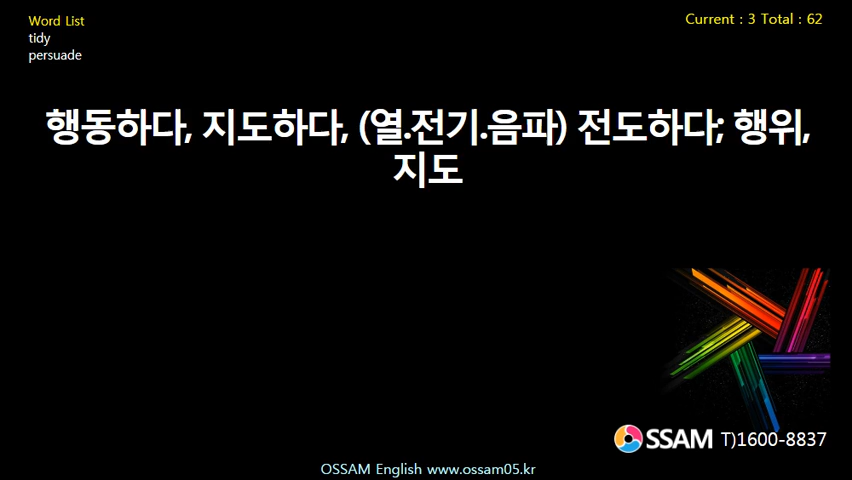 Word List
Current : 3 Total : 62
tidy
persuade
행동하다, 지도하다, (열.전기.음파) 전도하다; 행위,
지도
OSSAM T)1600-8837
OSSAM English www.ossam05.kr